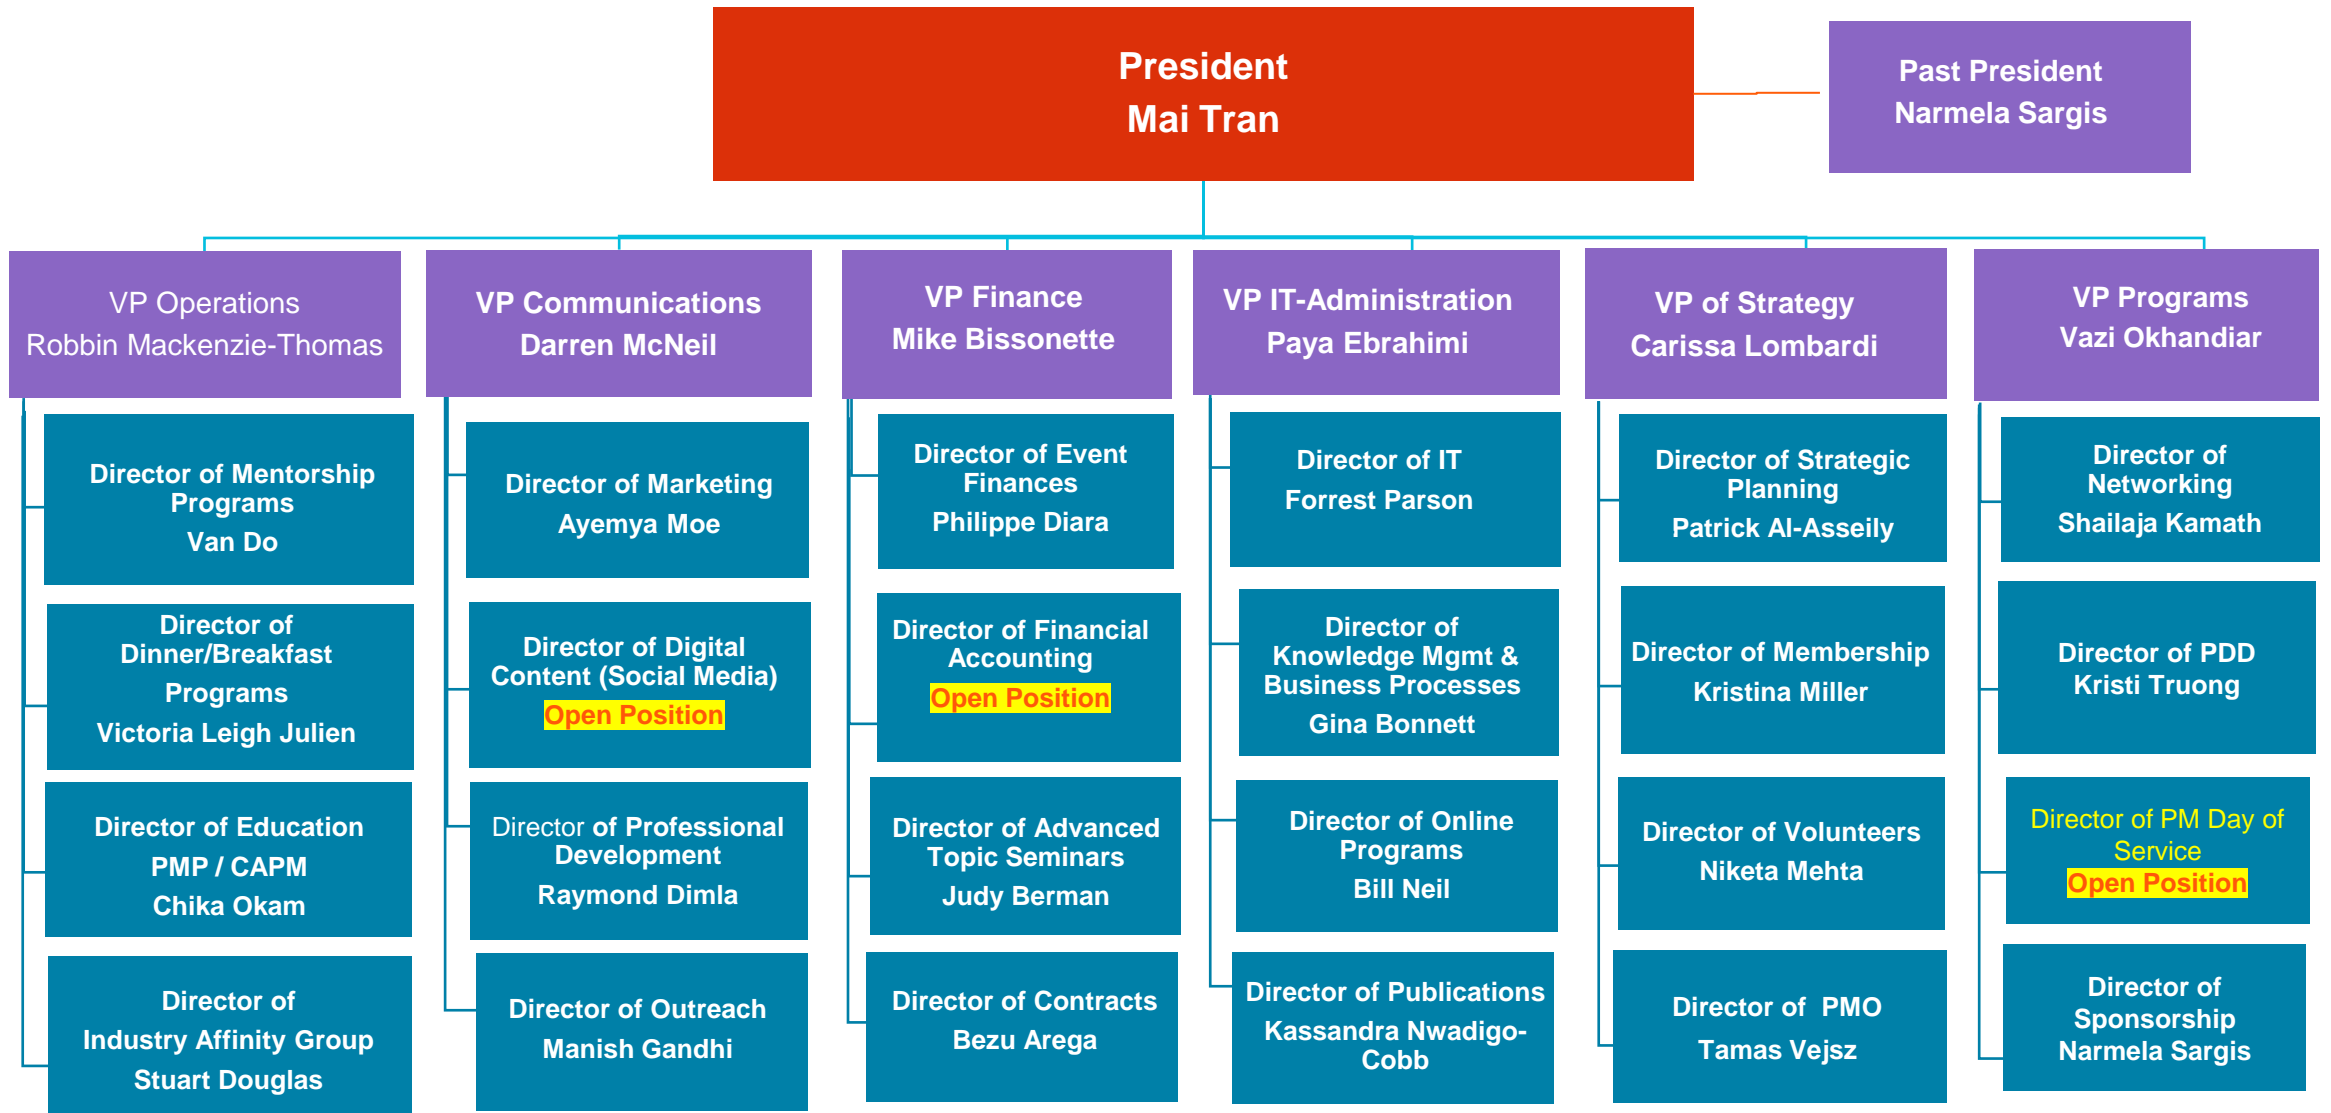 President
Mai Tran
Past President
Narmela Sargis
VP Operations
Robbin Mackenzie-Thomas
VP Communications
Darren McNeil
VP Finance
Mike Bissonette
VP IT-Administration
Paya Ebrahimi
VP of Strategy
Carissa Lombardi
VP Programs
Vazi Okhandiar
Director of Mentorship
Programs
Van Do
Director of
Dinner/Breakfast
Programs
Victoria Leigh Julien
Director of Education
PMP / CAPM
Chika Okam
Director of
Industry Affinity Group
Stuart Douglas
Director of Marketing
Ayemya Moe
Director of Digital
Content (Social Media)
Open Position
Director of Professional
Development
Raymond Dimla
Director of Outreach
Manish Gandhi
Director of Event
Finances
Philippe Diara
Director of Financial
Accounting
Open Position
Director of Advanced
Topic Seminars
Judy Berman
Director of Contracts
Bezu Arega
Director of IT
Forrest Parson
Director of
Knowledge Mgmt &
Business Processes
Gina Bonnett
Director of Online
Programs
Bill Neil
Director of Publications
Kassandra Nwadigo-
Cobb
Director of Strategic
Planning
Patrick Al-Asseily
Director of Membership
Kristina Miller
Director of Volunteers
Niketa Mehta
Director of PMO
Tamas Vejsz
Director of
Networking
Shailaja Kamath
Director of PDD
Kristi Truong
Director of PM Day of
Service
Open Position
Director of
Sponsorship
Narmela Sargis